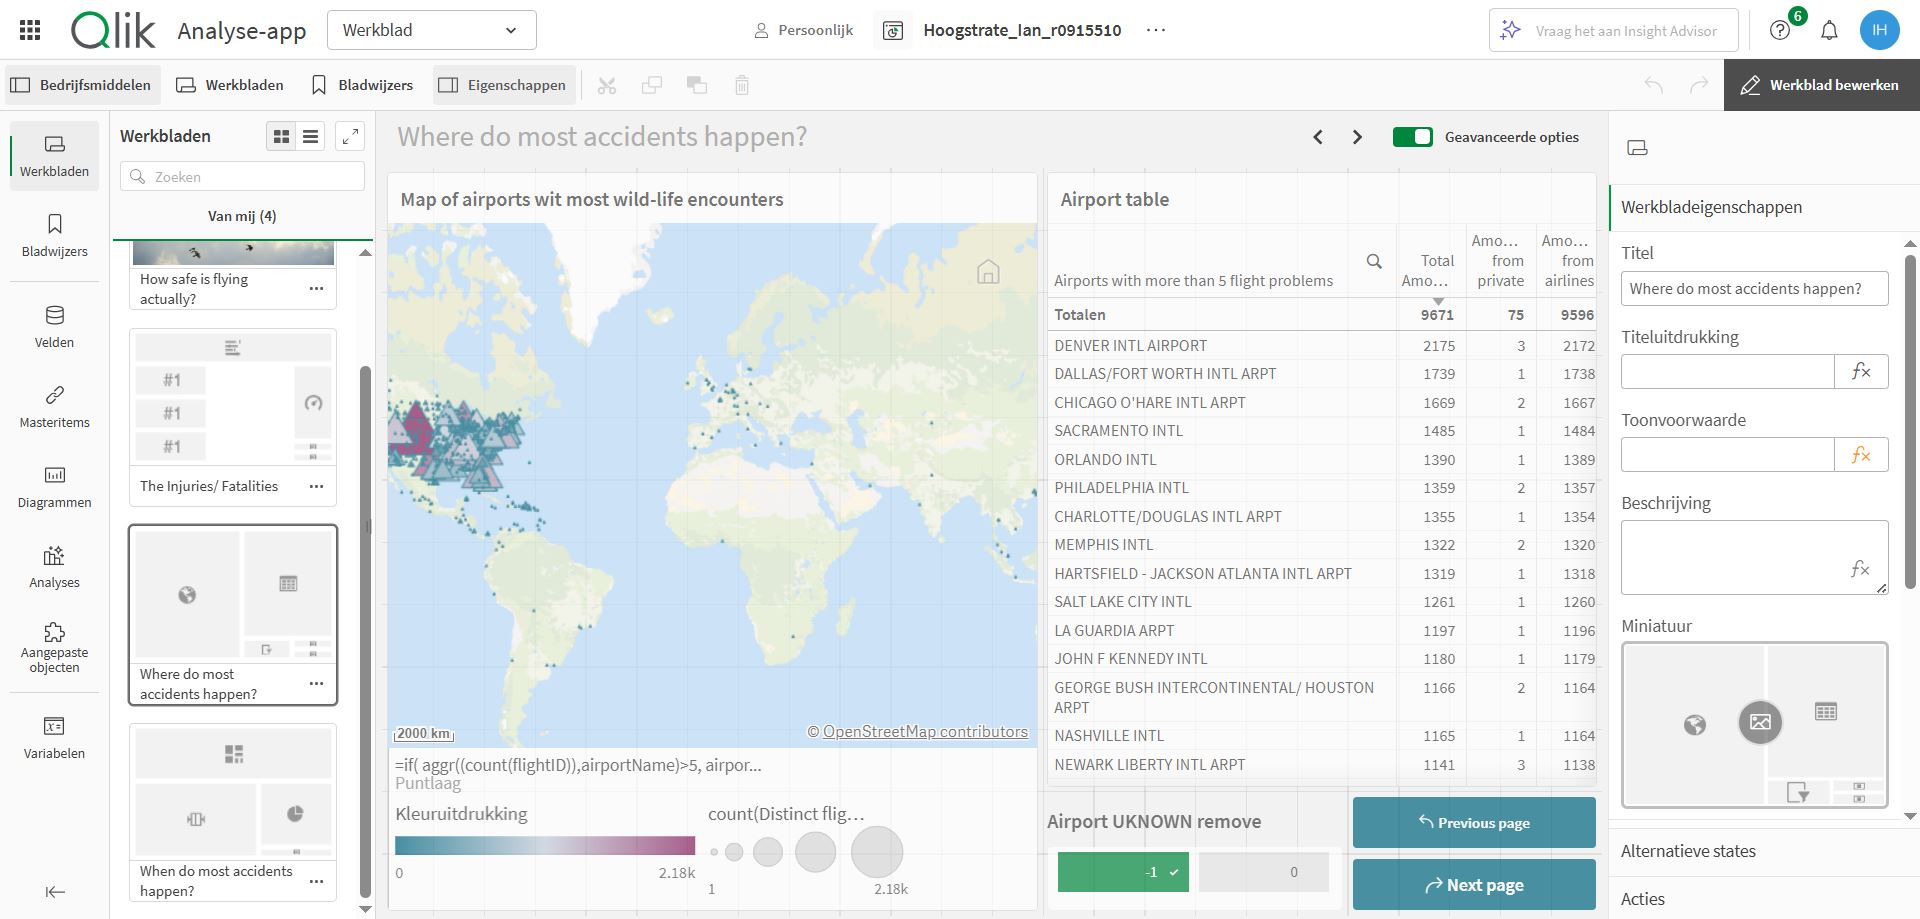 Qlik
Analyse-app
Werkblad
Persoonlijk
Hoogstrate_Ian_r0915510
Vraag het aan Insight Advisor
6
IH
Bedrijfsmiddelen
Werkbladen
Bladwijzers
Eigenschappen
Werkblad bewerken
Werkbladen
Bladwijzers
Velden
Masteritems
Diagrammen
Analyses
Aangepaste
objecten
Variabelen
Werkbladen
Zoeken
Van mij (4)
How safe is flying
actually?
#1
#1
#1
The Injuries/ Fatalities
Where do most
accidents happen?
When do most accidents
happen?
Where do most accidents happen?
Geavanceerde opties
Map of airports wit most wild-life encounters
2000 km
© OpenStreetMap contributors
=if( aggr((count(flightID)),airportName)>5, airpor...
Puntlaag
Kleuruitdrukking
0
2.18k
count(Distinct flig...
1
2.18k
Airport table
Airports with more than 5 flight problems
Total
Amo...
Amo...
from
private
Amo...
from
airlines
Totalen 9671 75 9596
DENVER INTL AIRPORT 2175 3 2172
DALLAS/FORT WORTH INTL ARPT 1739 1 1738
CHICAGO O'HARE INTL ARPT 1669 2 1667
SACRAMENTO INTL 1485 1 1484
ORLANDO INTL 1390 1 1389
PHILADELPHIA INTL 1359 2 1357
CHARLOTTE/DOUGLAS INTL ARPT 1355 1 1354
MEMPHIS INTL 1322 2 1320
HARTSFIELD - JACKSON ATLANTA INTL ARPT 1319 1 1318
SALT LAKE CITY INTL 1261 1 1260
LA GUARDIA ARPT 1197 1 1196
JOHN F KENNEDY INTL 1180 1 1179
GEORGE BUSH INTERCONTINENTAL/ HOUSTON 1166 2 1164
ARPT
NASHVILLE INTL 1165 1 1164
NEWARK LIBERTY INTL ARPT 1141 3 1138
Airport UKNOWN remove
-1
0
Previous page
Next page
Werkbladeigenschappen
Titel
Where do most accidents happen?
Titeluitdrukking
fx
Toonvoorwaarde
fx
Beschrijving
fx
Miniatuur
Alternatieve states
Acties